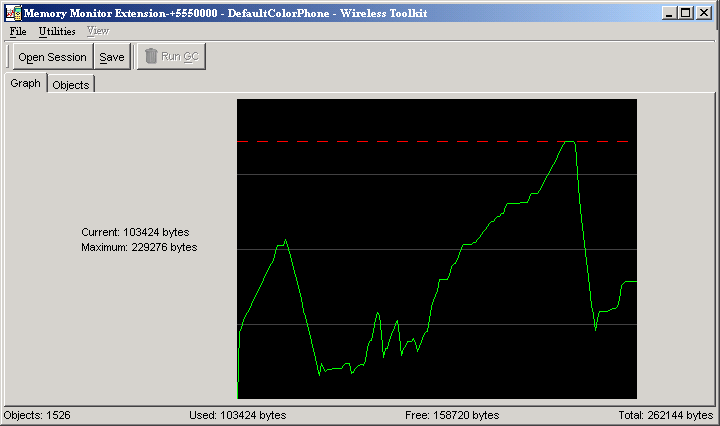 Memory Monitor Extension-+5550000 - DefaultColorPhone - Wireless Toolkit
File Utilities View
Open Session Save Run GC
Graph Objects
Current: 103424 bytes
Maximum: 229276 bytes
Objects: 1526 Used: 103424 bytes Free: 158720 bytes Total: 262144 bytes